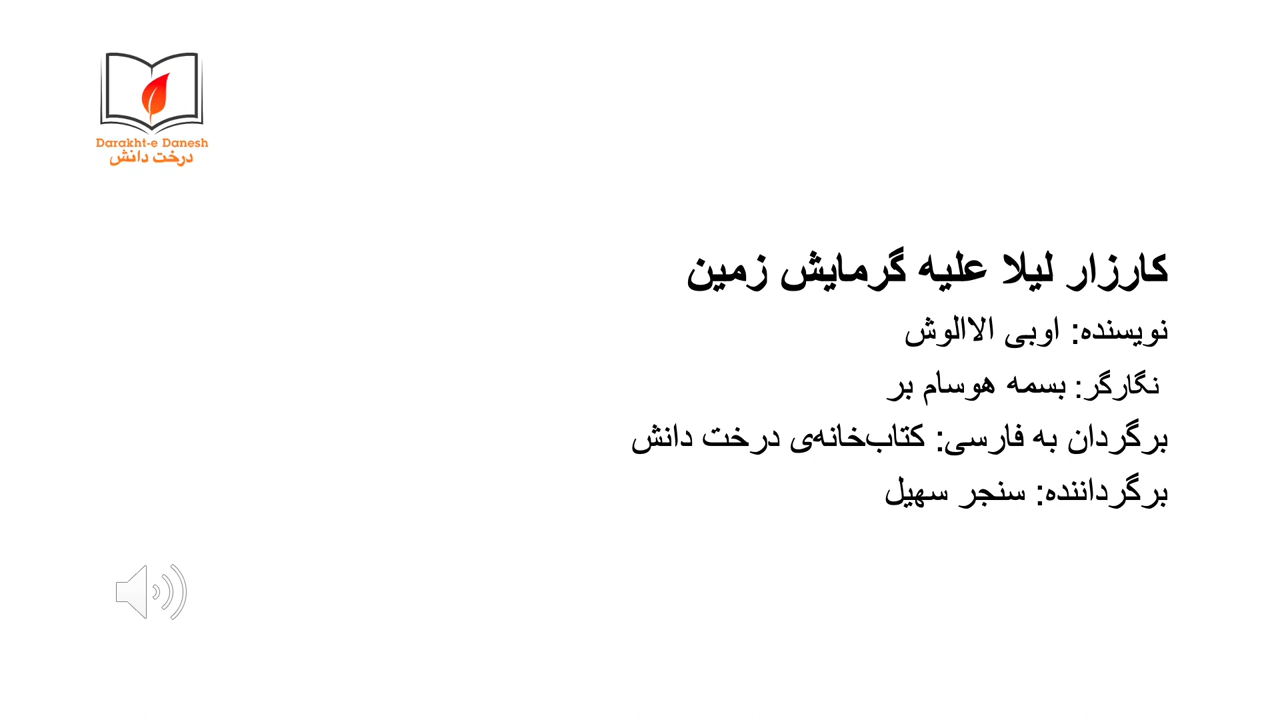 Darakht-e Danesh
درخت دانش
کارزار لیلا علیه گرمایش زمین
نویسنده: اوبی الاالوش
نگارگر: بسمه هوسام بر
برگردان به فارسی: کتاب‌خانه‌ی درخت دانش
برگرداننده: سنجر سهیل